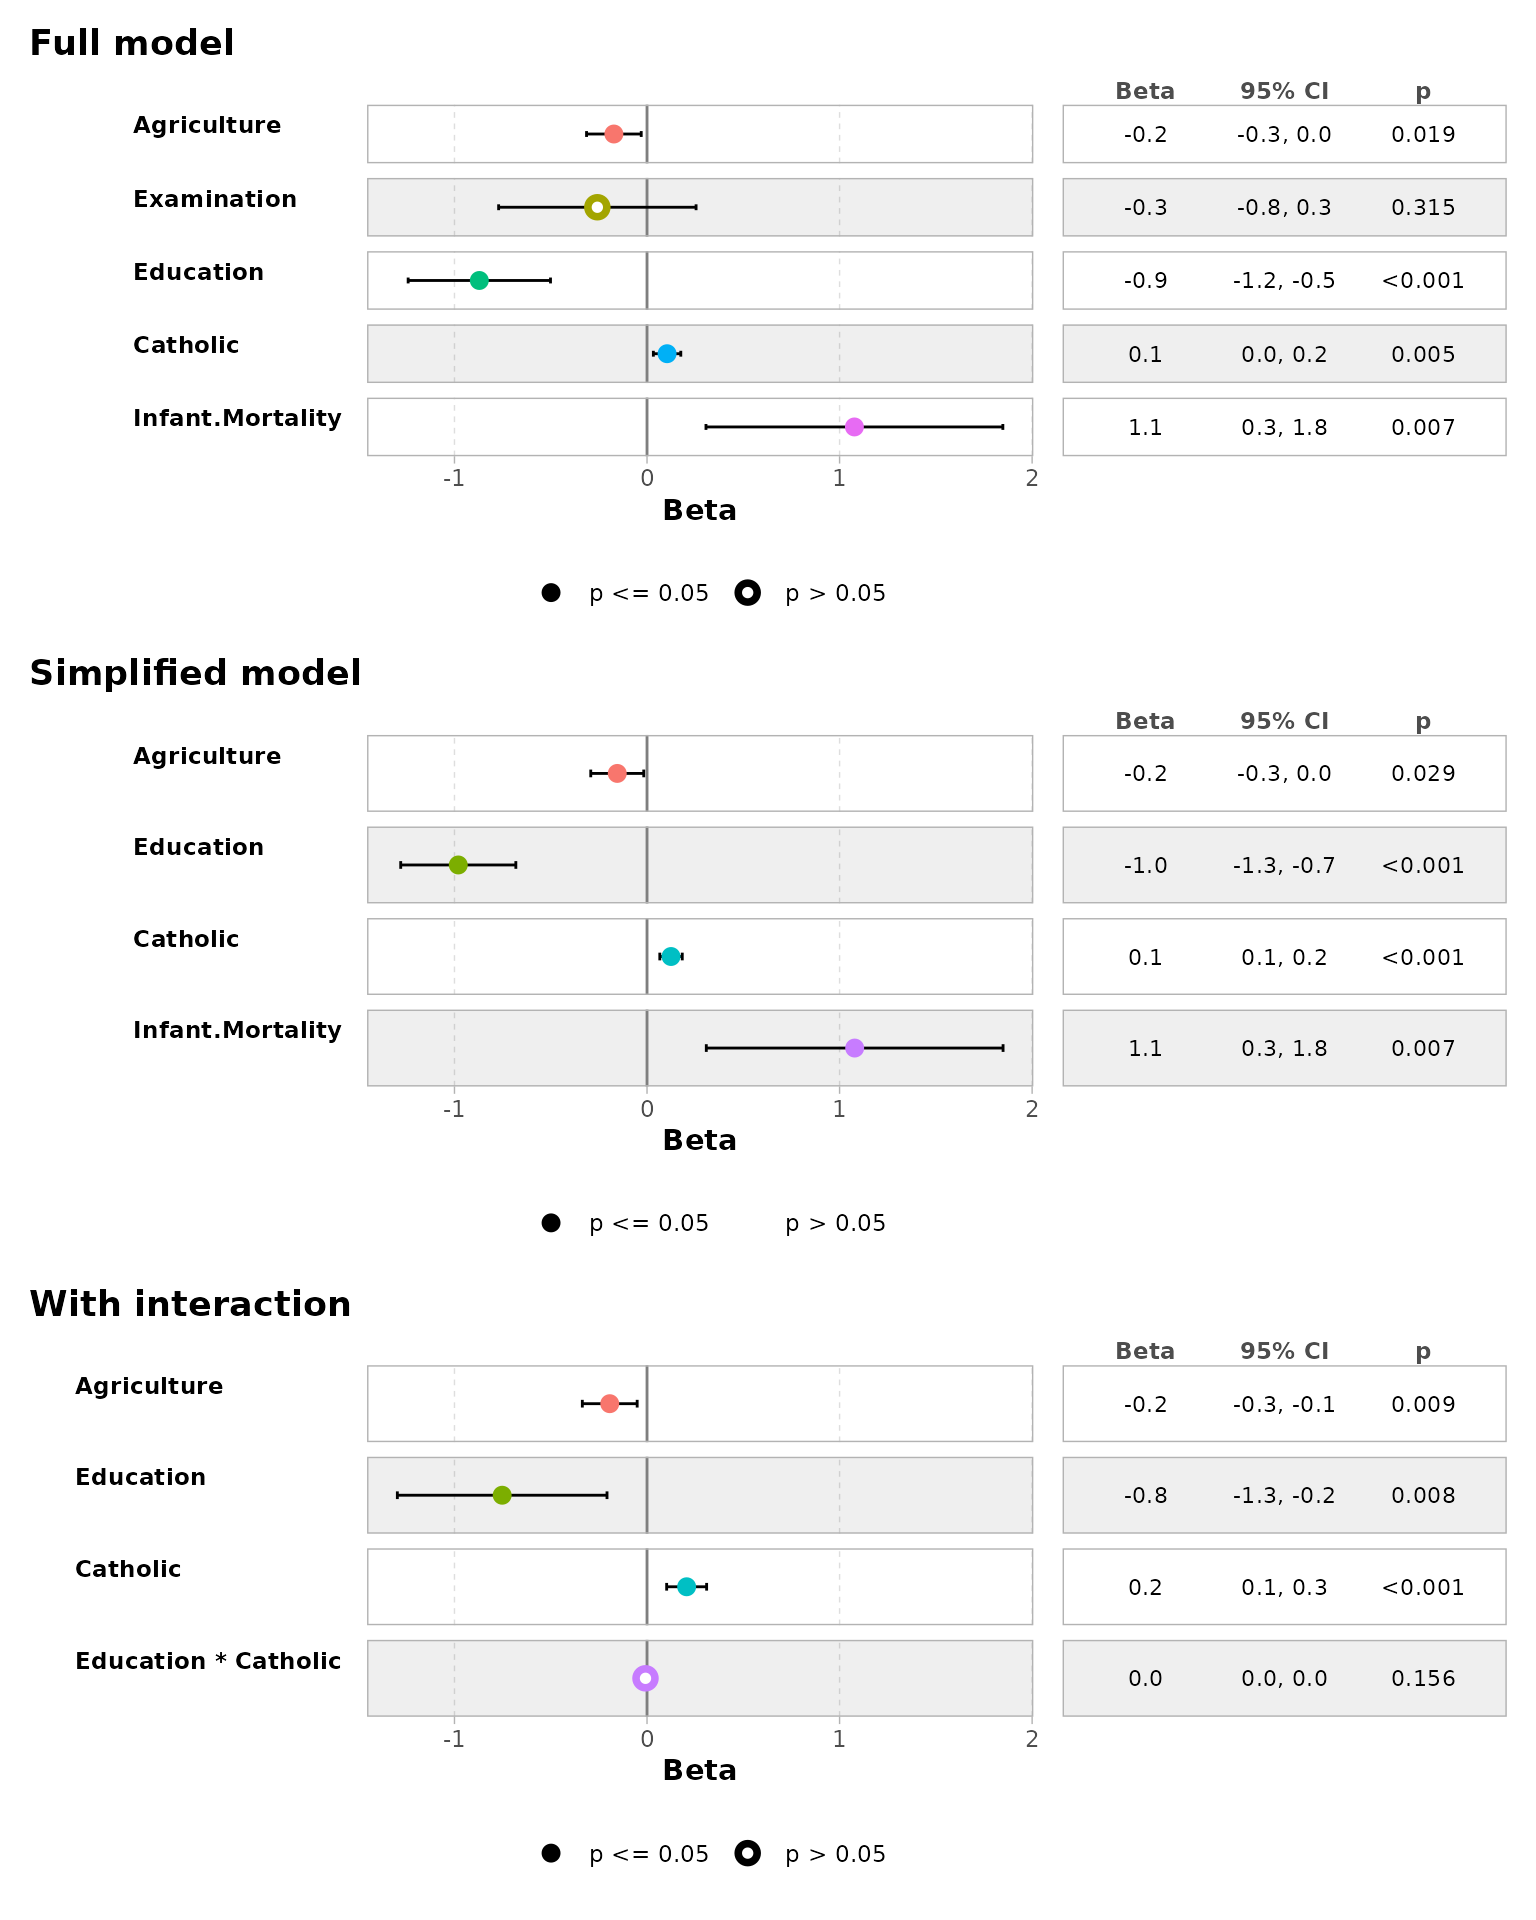 Full model
Beta 95% CI p
Agriculture -0.2 -0.3, 0.0 0.019
Examination -0.3 -0.8, 0.3 0.315
Education -0.9 -1.2, -0.5 <0.001
Catholic 0.1 0.0, 0.2 0.005
Infant.Mortality 1.1 0.3, 1.8 0.007
-1 0 1 2
Beta
p <= 0.05 p > 0.05
Simplified model
Beta 95% CI p
Agriculture -0.2 -0.3, 0.0 0.029
Education -1.0 -1.3, -0.7 <0.001
Catholic 0.1 0.1, 0.2 <0.001
Infant.Mortality 1.1 0.3, 1.8 0.007
-1 0 1 2
Beta
p <= 0.05 p > 0.05
With interaction
Beta 95% CI p
Agriculture -0.2 -0.3, -0.1 0.009
Education -0.8 -1.3, -0.2 0.008
Catholic 0.2 0.1, 0.3 <0.001
Education * Catholic 0.0 0.0, 0.0 0.156
-1 0 1 2
Beta
p <= 0.05 p > 0.05